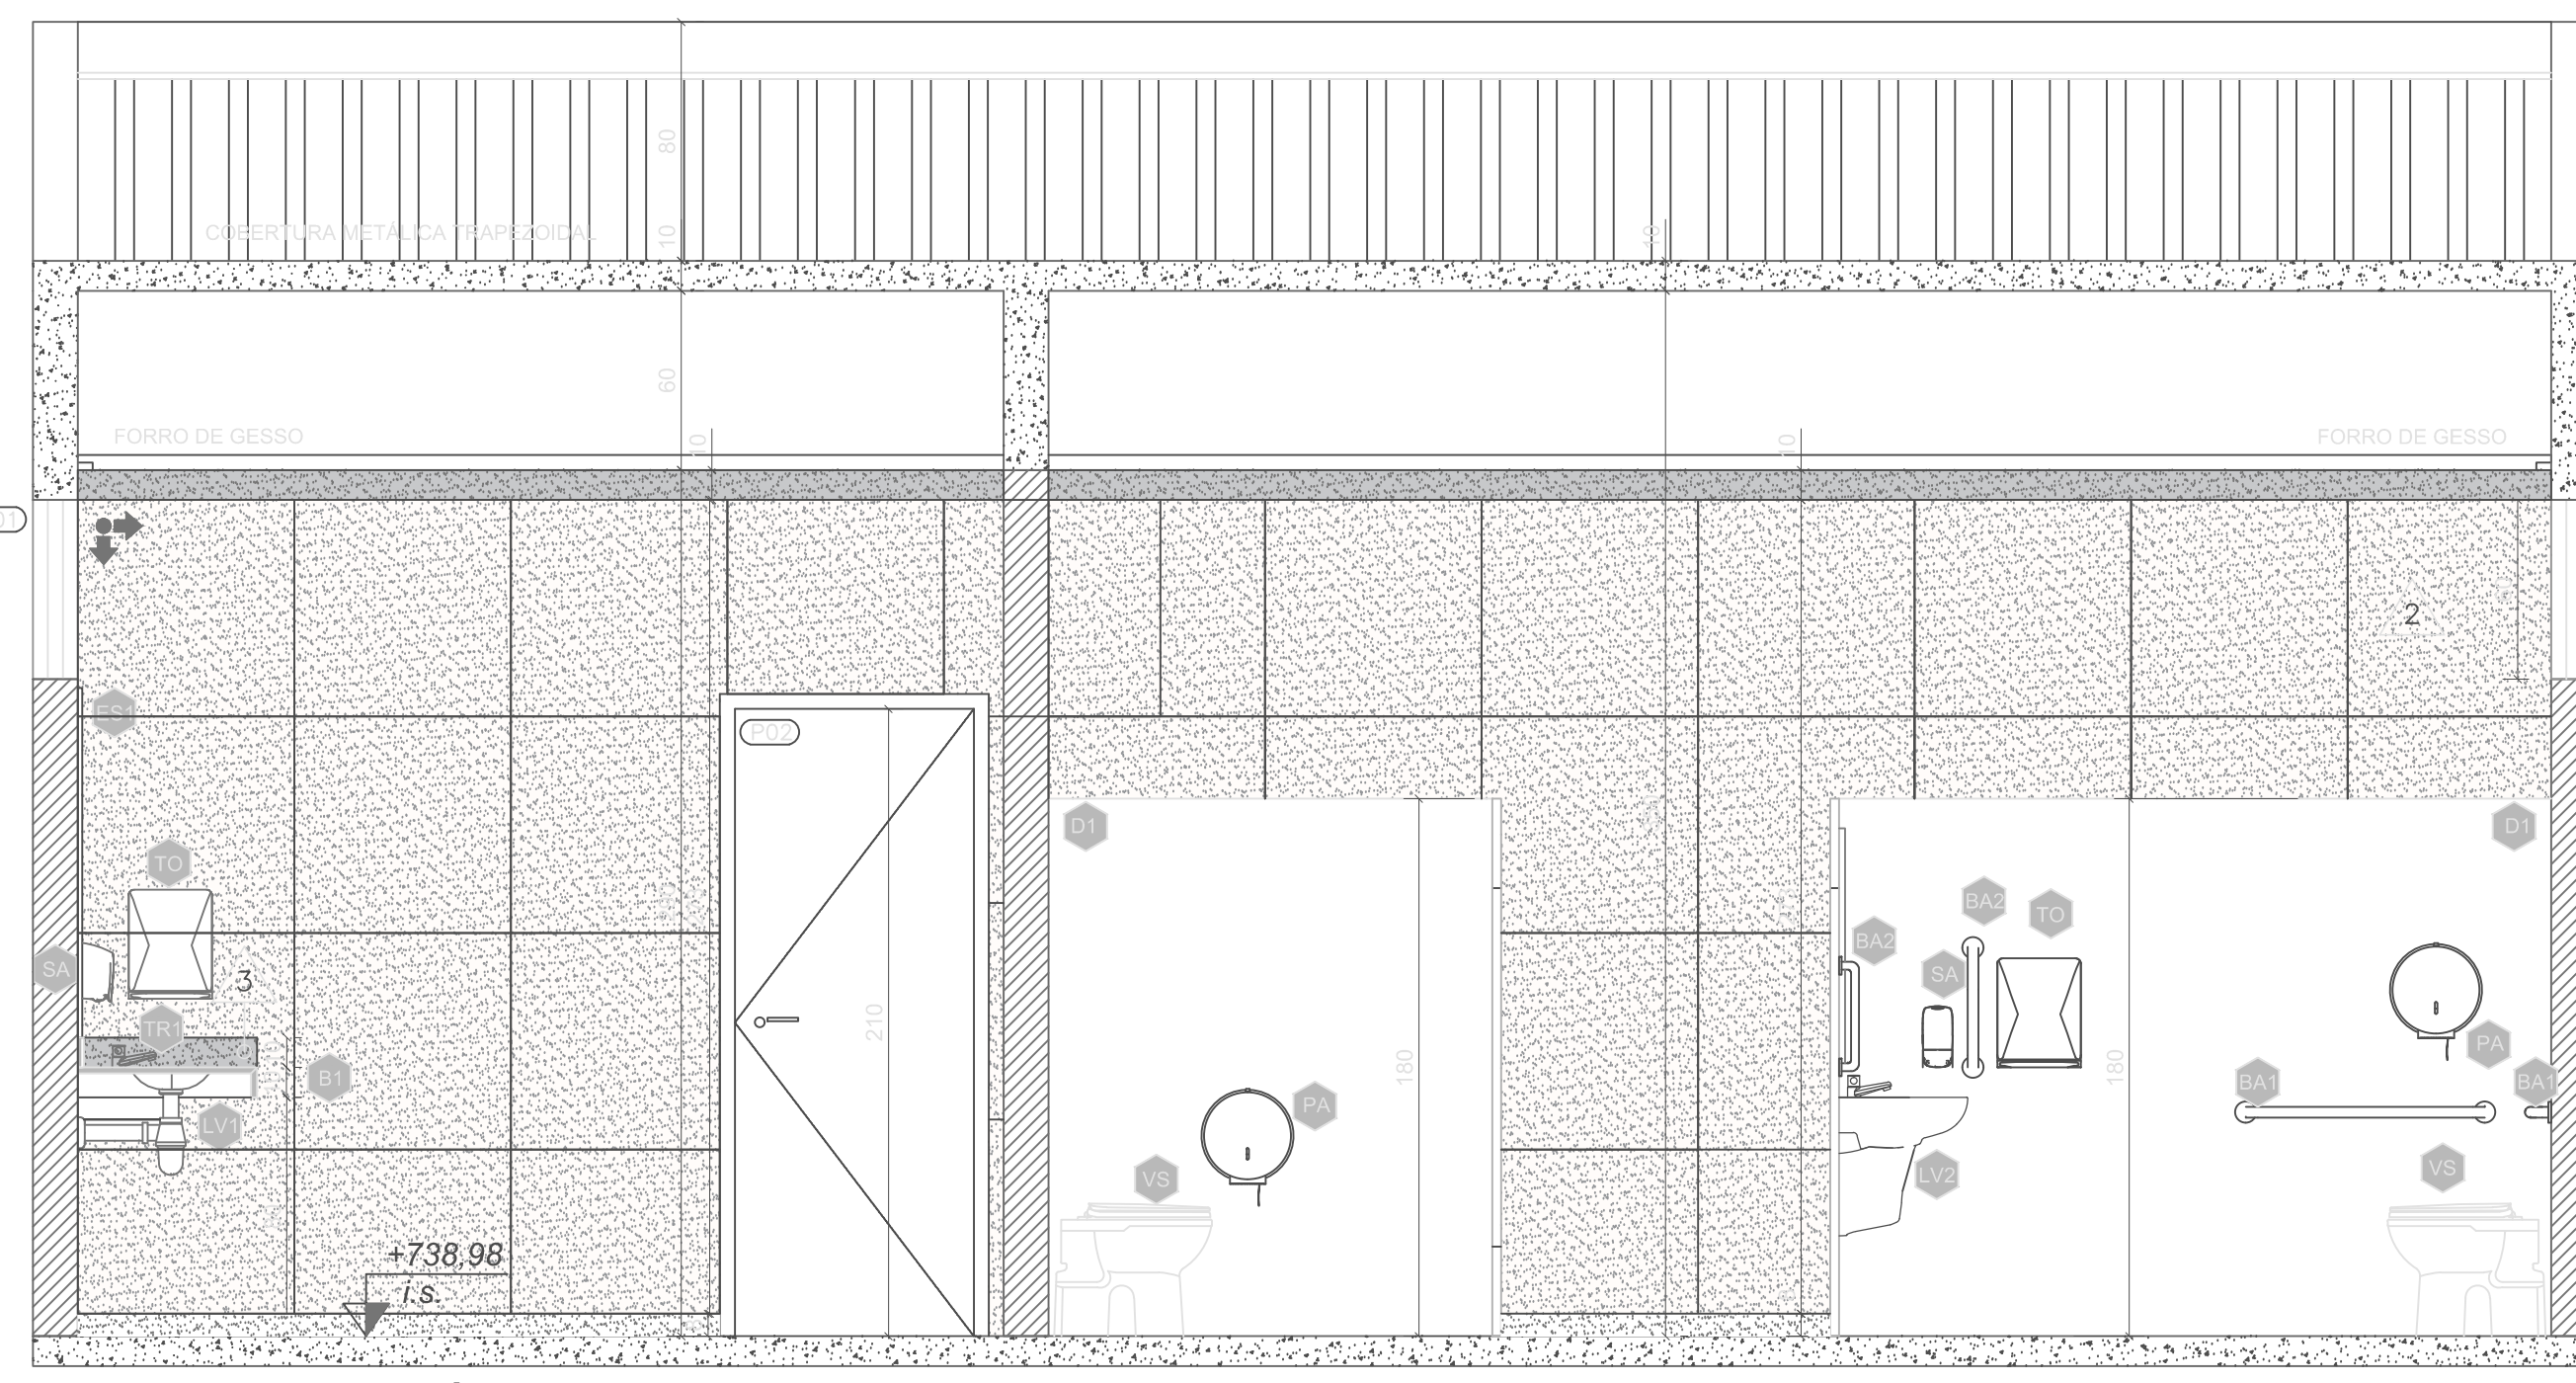 80
COBERTURA METÁLICA TRAPEZOIDAL
10
10
60
FORRO DE GESSO
10
10
FORRO DE GESSO
01
2
ES1
P02
D1
D1
TO
BA2
TO
BA2
SA
SA
3
TR1
210
PA
BA1
BA1
B1
180
180
PA
LV1
VS
LV2
VS
+738,98
i.s.